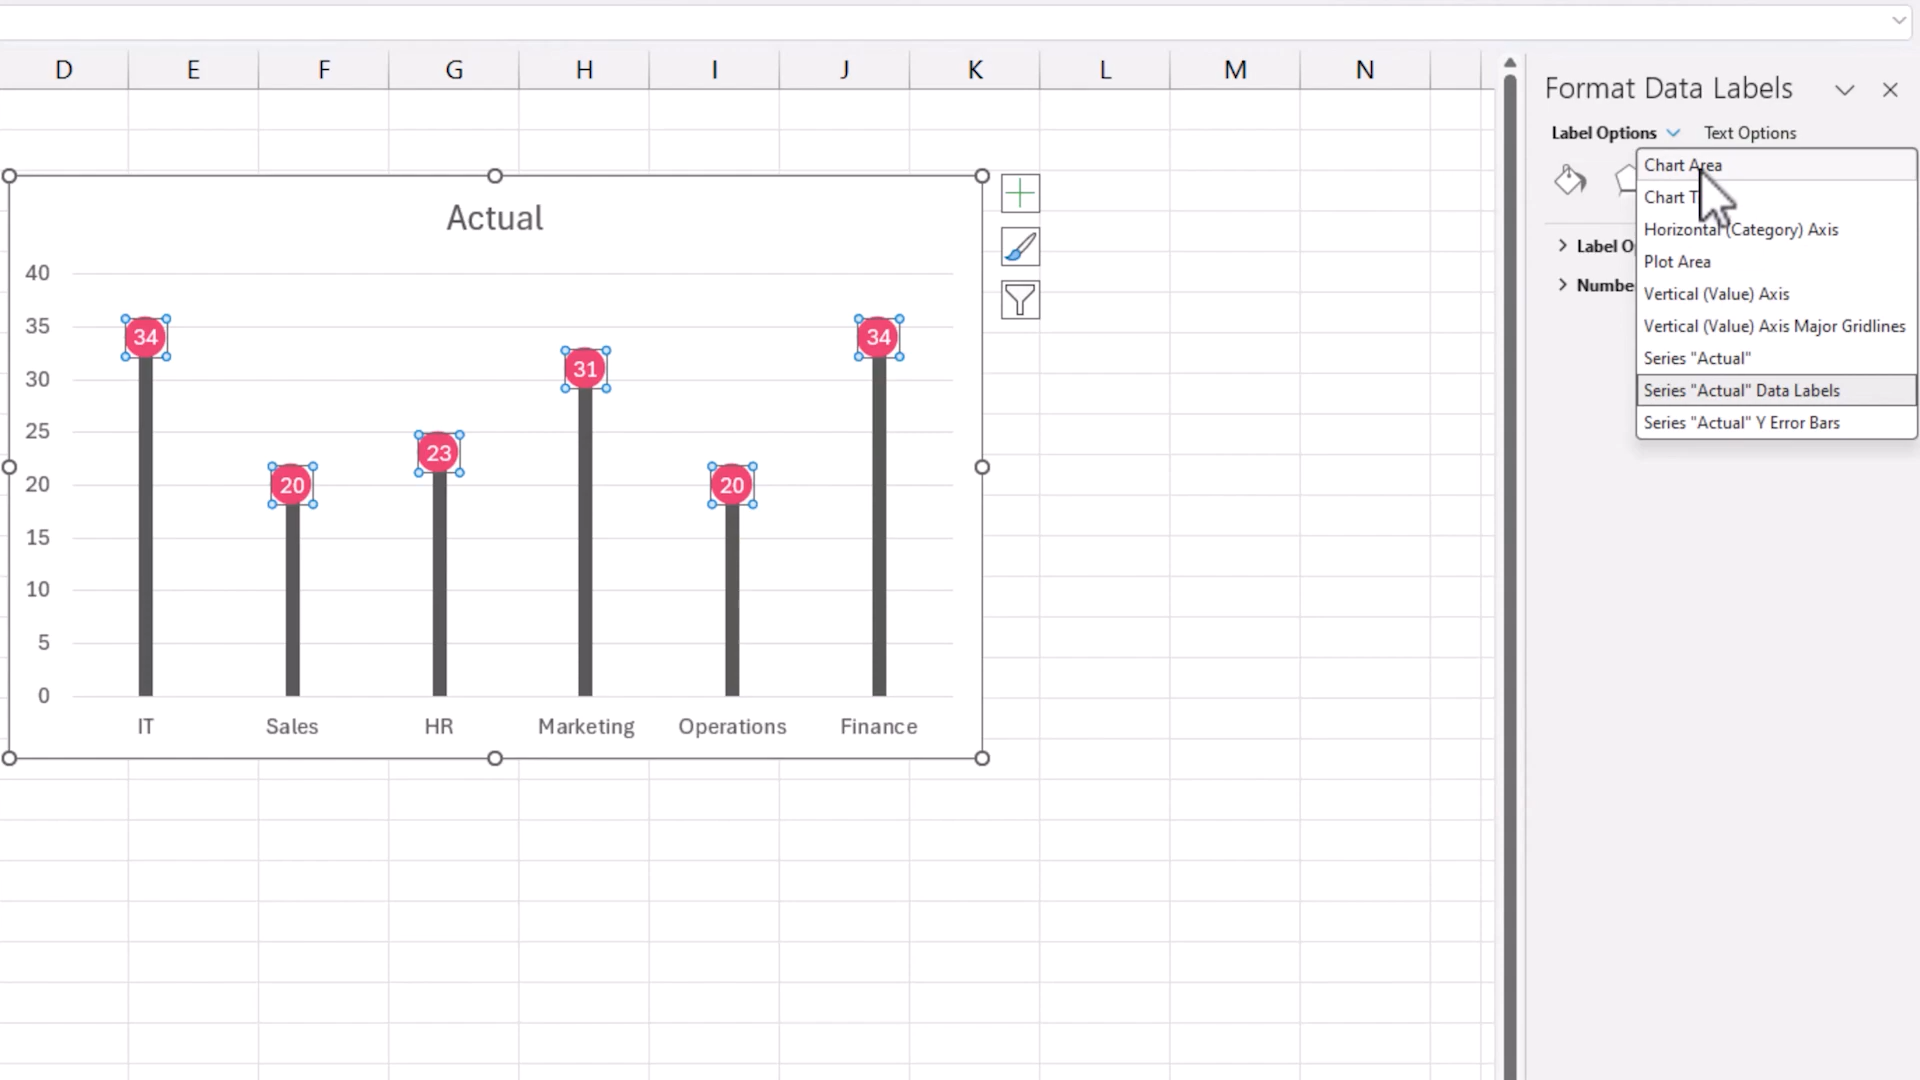 D E F G H I J K L M N
Format Data Labels
Label Options Text Options
Chart Area
Chart T
Horizontal (Category) Axis
Label O
Plot Area
Numbe
Vertical (Value) Axis
Vertical (Value) Axis Major Gridlines
Series "Actual"
Series "Actual" Data Labels
Series "Actual" Y Error Bars
Actual
40
35
30
25
20
15
10
5
0
34
20
23
31
20
34
IT Sales HR Marketing Operations Finance